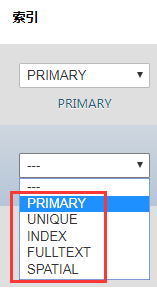 索引
PRIMARY
PRIMARY
---
---
PRIMARY
UNIQUE
INDEX
FULLTEXT
SPATIAL